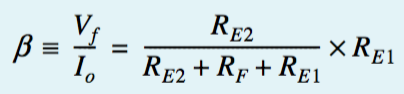 β ≡ V_f / I_o = R_E2 / (R_E2 + R_F + R_E1) × R_E1